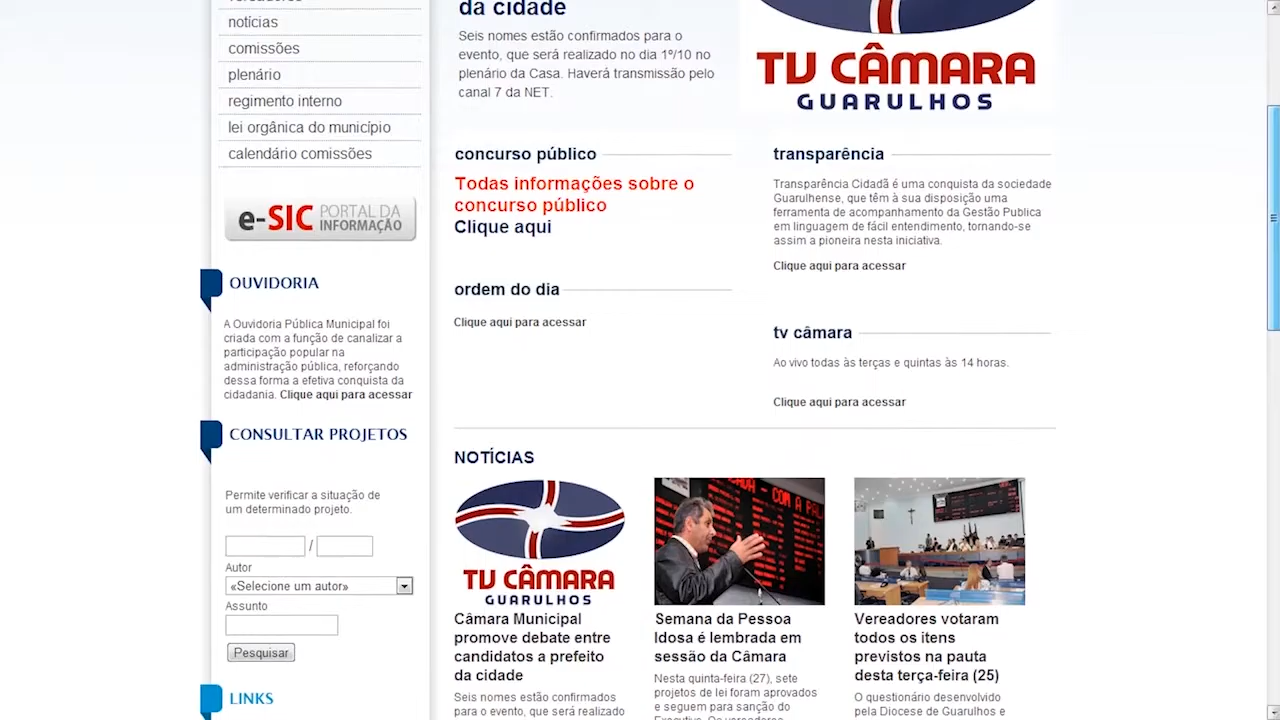 notícias
comissões
plenário
regimento interno
lei orgânica do município
calendário comissões
e-SIC PORTAL DA INFORMAÇÃO
OUVIDORIA
A Ouvidoria Pública Municipal foi
criada com a função de canalizar a
participação popular na
administração pública, reforçando
dessa forma a efetiva conquista da
cidadania. Clique aqui para acessar
CONSULTAR PROJETOS
Permite verificar a situação de
um determinado projeto.
/
Autor
«Selecione um autor»
Assunto
Pesquisar
LINKS
da cidade
Seis nomes estão confirmados para o
evento, que será realizado no dia 1º/10 no
plenário da Casa. Haverá transmissão pelo
canal 7 da NET.
TV CÂMARA
GUARULHOS
concurso público
Todas informações sobre o
concurso público
Clique aqui
ordem do dia
Clique aqui para acessar
transparência
Transparência Cidadã é uma conquista da sociedade
Guarulhense, que têm à sua disposição uma
ferramenta de acompanhamento da Gestão Publica
em linguagem de fácil entendimento, tornando-se
assim a pioneira nesta iniciativa.
Clique aqui para acessar
tv câmara
Ao vivo todas às terças e quintas às 14 horas.
Clique aqui para acessar
NOTÍCIAS
TV CÂMARA
GUARULHOS
Câmara Municipal
promove debate entre
candidatos a prefeito
da cidade
Seis nomes estão confirmados
para o evento, que será realizado
Semana da Pessoa
Idosa é lembrada em
sessão da Câmara
Nesta quinta-feira (27), sete
projetos de lei foram aprovados
e seguem para sanção do
Executivo. Os vereadores
Vereadores votaram
todos os itens
previstos na pauta
desta terça-feira (25)
O questionário desenvolvido
pela Diocese de Guarulhos e